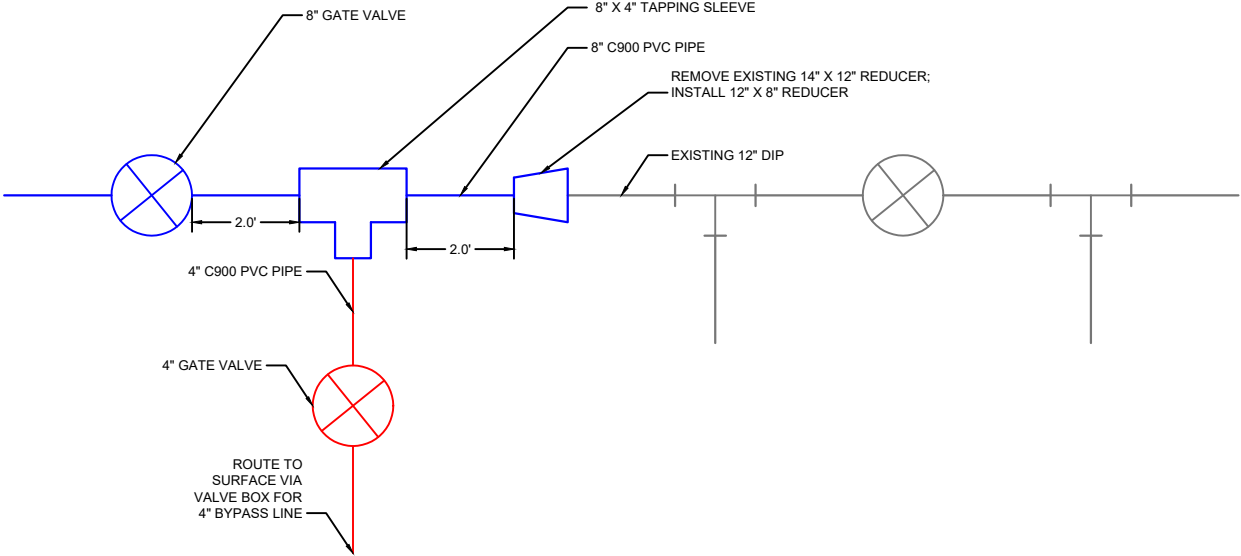 8" GATE VALVE
8" X 4" TAPPING SLEEVE
8" C900 PVC PIPE
REMOVE EXISTING 14" X 12" REDUCER;
INSTALL 12" X 8" REDUCER
EXISTING 12" DIP
2.0'
2.0'
4" C900 PVC PIPE
4" GATE VALVE
ROUTE TO
SURFACE VIA
VALVE BOX FOR
4" BYPASS LINE